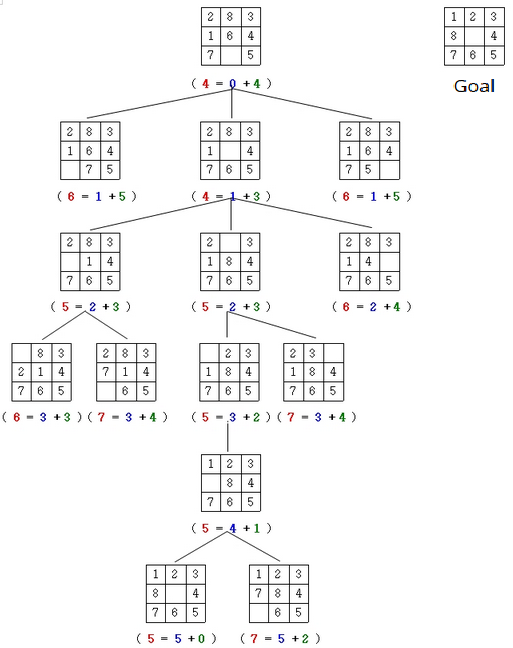 2 8 3 1 2 3
1 6 4 8 4
7 5 7 6 5
Goal
( 4 = 0 + 4 )
2 8 3 2 8 3 2 8 3
1 6 4 1 4 1 6 4
7 5 7 6 5 7 5
( 6 = 1 + 5 ) ( 4 = 1 + 3 ) ( 6 = 1 + 5 )
2 8 3 2 3 2 8 3
1 4 1 8 4 1 4
7 6 5 7 6 5 7 6 5
( 5 = 2 + 3 ) ( 5 = 2 + 3 ) ( 6 = 2 + 4 )
8 3 2 8 3 2 3 2 3
2 1 4 7 1 4 1 8 4 1 8 4
7 6 5 6 5 7 6 5 7 6 5
( 6 = 3 + 3 ) ( 7 = 3 + 4 ) ( 5 = 3 + 2 ) ( 7 = 3 + 4 )
1 2 3
8 4
7 6 5
( 5 = 4 + 1 )
1 2 3 1 2 3
8 4 7 8 4
7 6 5 6 5
( 5 = 5 + 0 ) ( 7 = 5 + 2 )